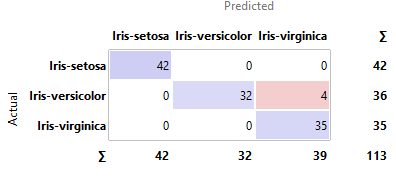 Predicted
Iris-setosa Iris-versicolor Iris-virginica Σ
Iris-setosa 42 0 0 42
Actual
Iris-versicolor 0 32 4 36
Iris-virginica 0 0 35 35
Σ 42 32 39 113